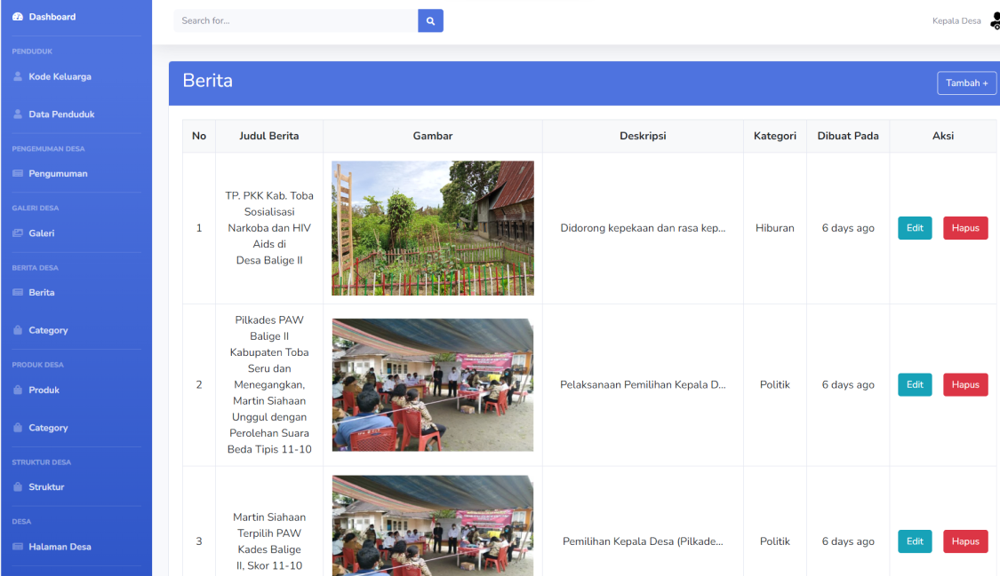 Dashboard
PENDUDUK
Kode Keluarga
Data Penduduk
PENGEMUMAN DESA
Pengumuman
GALERI DESA
Galeri
BERITA DESA
Berita
Category
PRODUK DESA
Produk
Category
STRUKTUR DESA
Struktur
DESA
Halaman Desa
Search for...
Kepala Desa
Berita
Tambah +
No
Judul Berita
Gambar
Deskripsi
Kategori
Dibuat Pada
Aksi
1
TP. PKK Kab. Toba
Sosialisasi
Narkoba dan HIV
Aids di
Desa Balige II
Didorong kepekaan dan rasa kep...
Hiburan
6 days ago
Edit
Hapus
2
Pilkades PAW
Balige II
Kabupaten Toba
Seru dan
Menegangkan,
Martin Siahaan
Unggul dengan
Perolehan Suara
Beda Tipis 11-10
Pelaksanaan Pemilihan Kepala D...
Politik
6 days ago
Edit
Hapus
3
Martin Siahaan
Terpilih PAW
Kades Balige
II, Skor 11-10
Pemilihan Kepala Desa (Pilkade...
Politik
6 days ago
Edit
Hapus